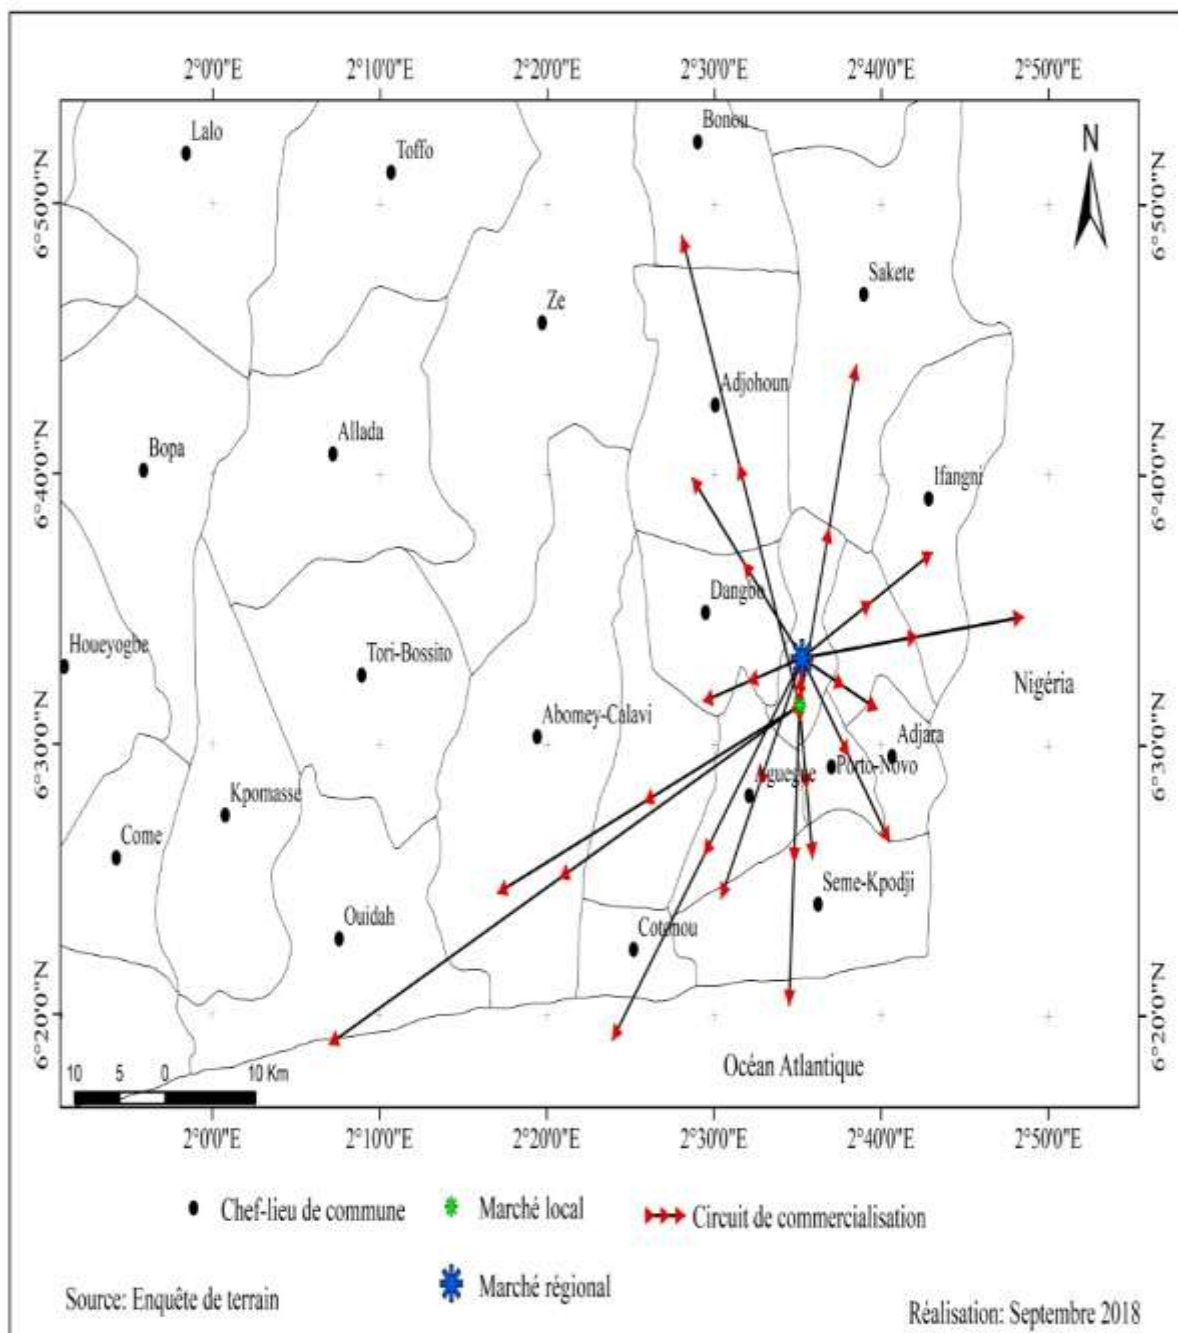 2°0'0"E 2°10'0"E 2°20'0"E 2°30'0"E 2°40'0"E 2°50'0"E
Lalo
Toffo
Bonou
N
6°50'0"N 6°50'0"N
Sakete
Ze
Adjohoun
Allada
Bopa
Ifangni
6°40'0"N 6°40'0"N
Dangbo
Houeyogbe
Tori-Bossito
Nigéria
Abomey-Calavi
Adjara
6°30'0"N 6°30'0"N
Aguegue Porto-Novo
Kpomasse
Come
Seme-Kpodji
Ouidah
Cotonou
6°20'0"N 6°20'0"N
Océan Atlantique
10 5 0 10 Km
2°0'0"E 2°10'0"E 2°20'0"E 2°30'0"E 2°40'0"E 2°50'0"E
Chef-lieu de commune Marché local Circuit de commercialisation
Marché régional
Source: Enquête de terrain
Réalisation: Septembre 2018